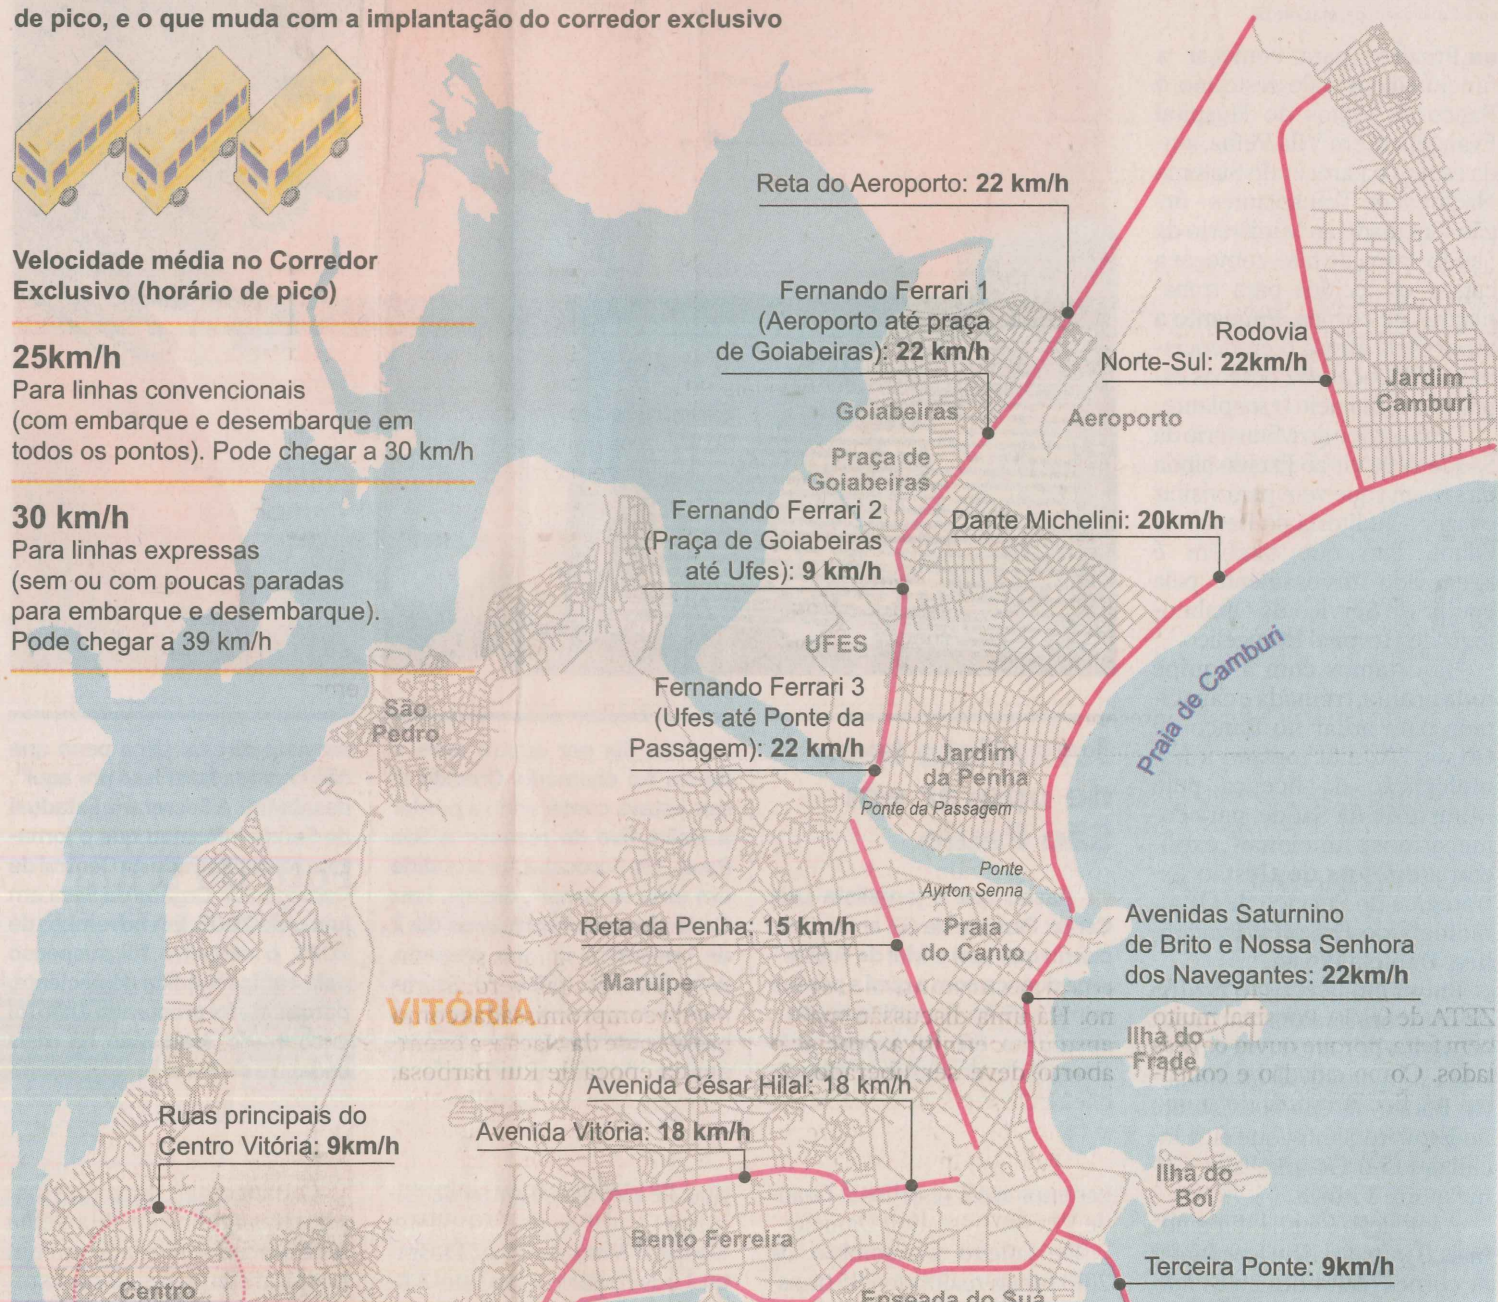 de pico, e o que muda com a implantação do corredor exclusivo
Velocidade média no Corredor
Exclusivo (horário de pico)
25km/h
Para linhas convencionais
(com embarque e desembarque em
todos os pontos). Pode chegar a 30 km/h
30 km/h
Para linhas expressas
(sem ou com poucas paradas
para embarque e desembarque).
Pode chegar a 39 km/h
Reta do Aeroporto: 22 km/h
Fernando Ferrari 1
(Aeroporto até praça
de Goiabeiras): 22 km/h
Rodovia
Norte-Sul: 22km/h
Jardim
Camburi
Goiabeiras
Aeroporto
Praça de
Goiabeiras
Fernando Ferrari 2
(Praça de Goiabeiras
até Ufes): 9 km/h
Dante Michelini: 20km/h
UFES
Praia de Camburi
Fernando Ferrari 3
(Ufes até Ponte da
Passagem): 22 km/h
São
Pedro
Jardim
da Penha
Ponte da Passagem
Ponte
Ayrton Senna
Reta da Penha: 15 km/h
Praia
do Canto
Avenidas Saturnino
de Brito e Nossa Senhora
dos Navegantes: 22km/h
Maruípe
VITÓRIA
Ilha do
Frade
Avenida César Hilal: 18 km/h
Ruas principais do
Centro Vitória: 9km/h
Avenida Vitória: 18 km/h
Ilha do
Boi
Bento Ferreira
Terceira Ponte: 9km/h
Centro
Enseada do Suá